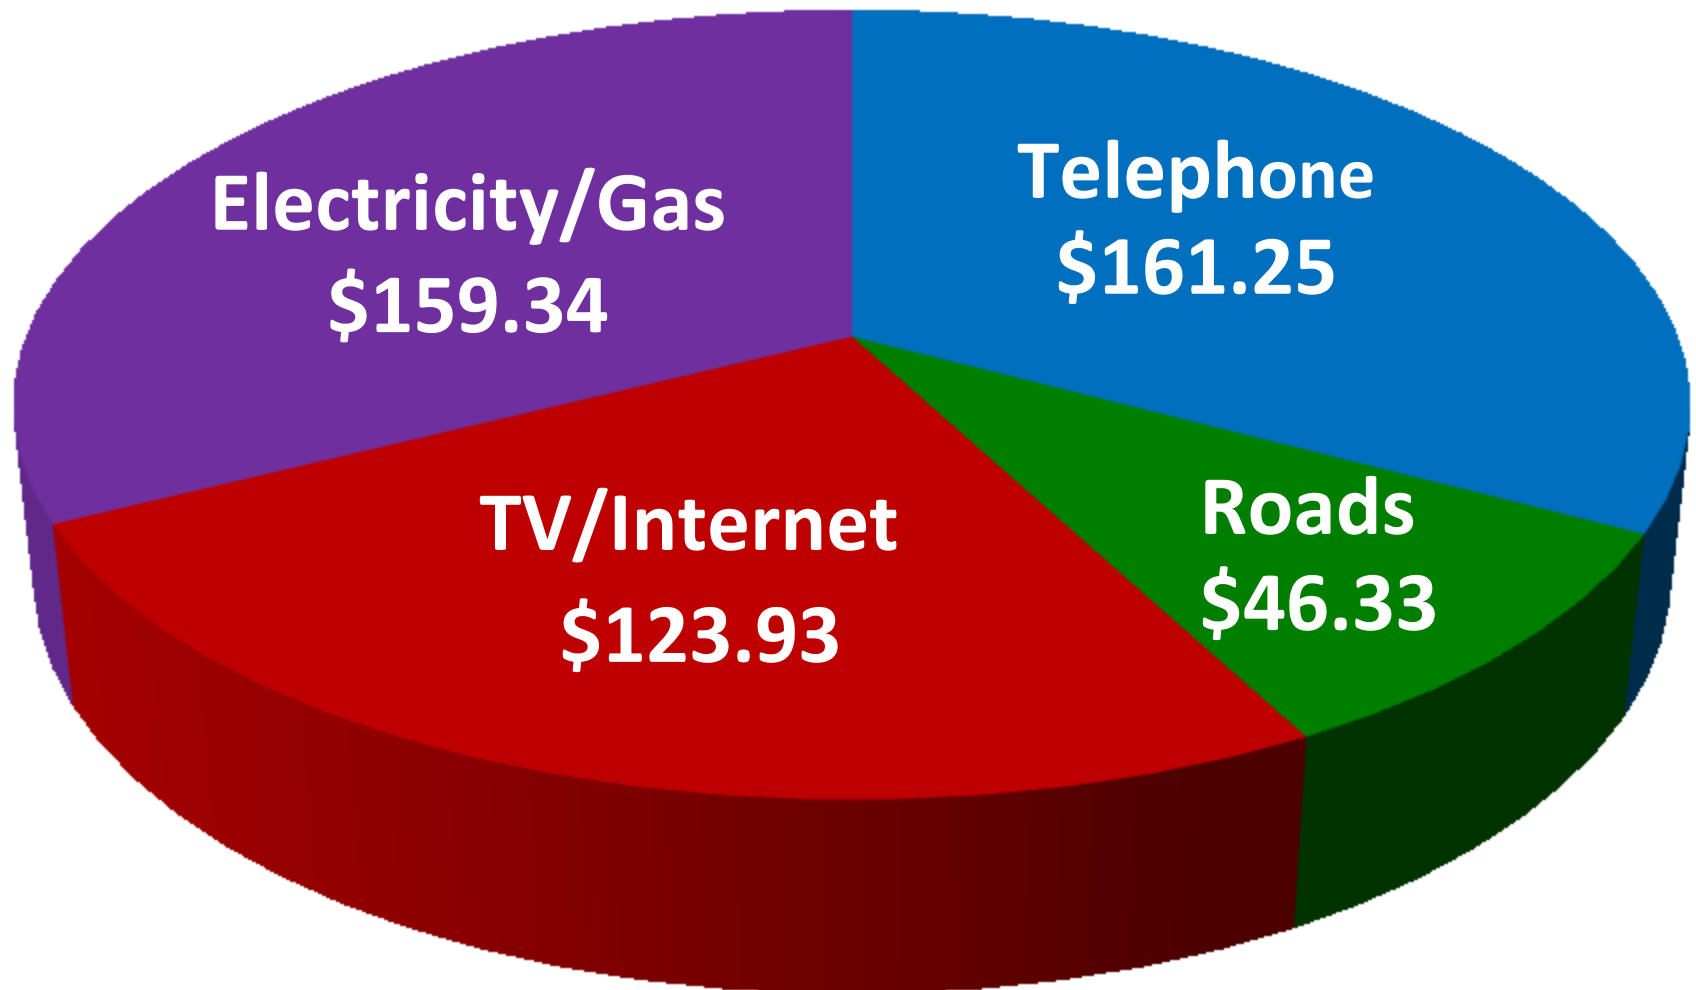 Electricity/Gas
$159.34
Telephone
$161.25
TV/Internet
$123.93
Roads
$46.33